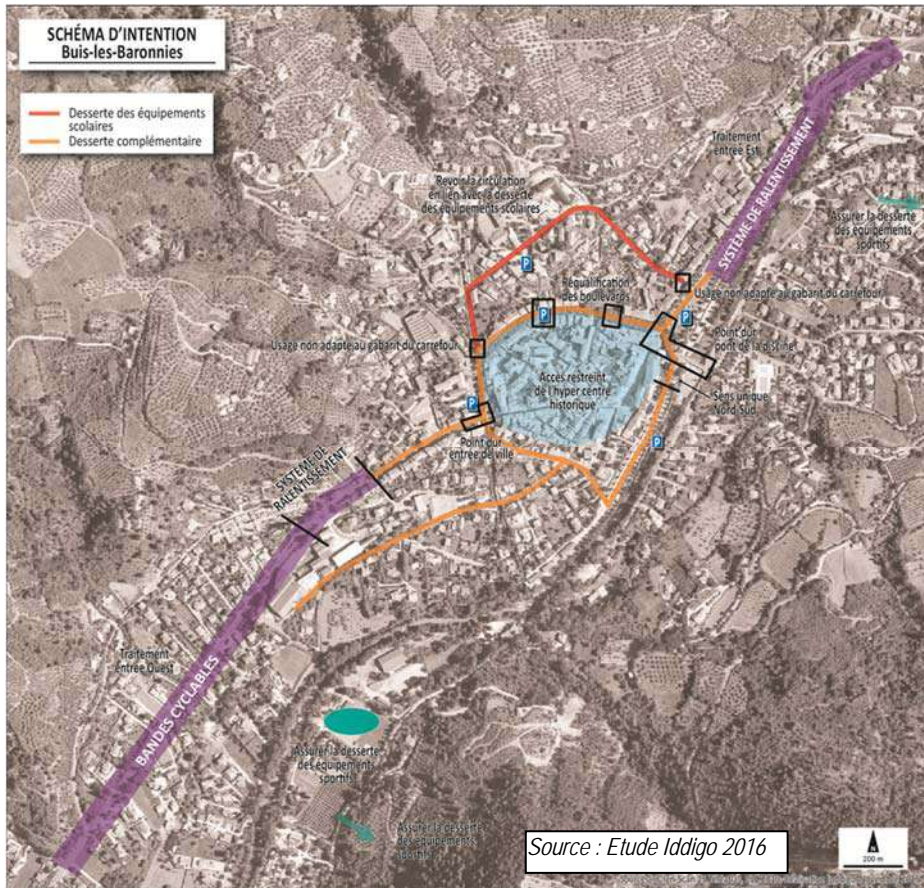 SCHÉMA D'INTENTION
Buis-les-Baronnies
Desserte des équipements
scolaires
Desserte complémentaire
Traitement
entrée Est
SYSTÈME DE RALENTISSEMENT
Revoir la circulation
en lien avec la desserte
des équipements scolaires
Assurer la desserte
des équipements
sportifs
P
Requalification
des boulevards
Usage non adapté au gabarit du carrefour
P
P
Usage non adapté au gabarit du carrefour
Point dur
pont de la piscine
Accès restreint
de l'hyper centre
historique
Sens unique
Nord-Sud
P
Point dur
entrée de ville
P
SYSTÈME DE
RALENTISSEMENT
Traitement
entrée Ouest
BANDES CYCLABLES
Assurer la desserte
des équipements
sportifs
Assurer la desserte
des équipements
Source : Etude Iddigo 2016
200 m